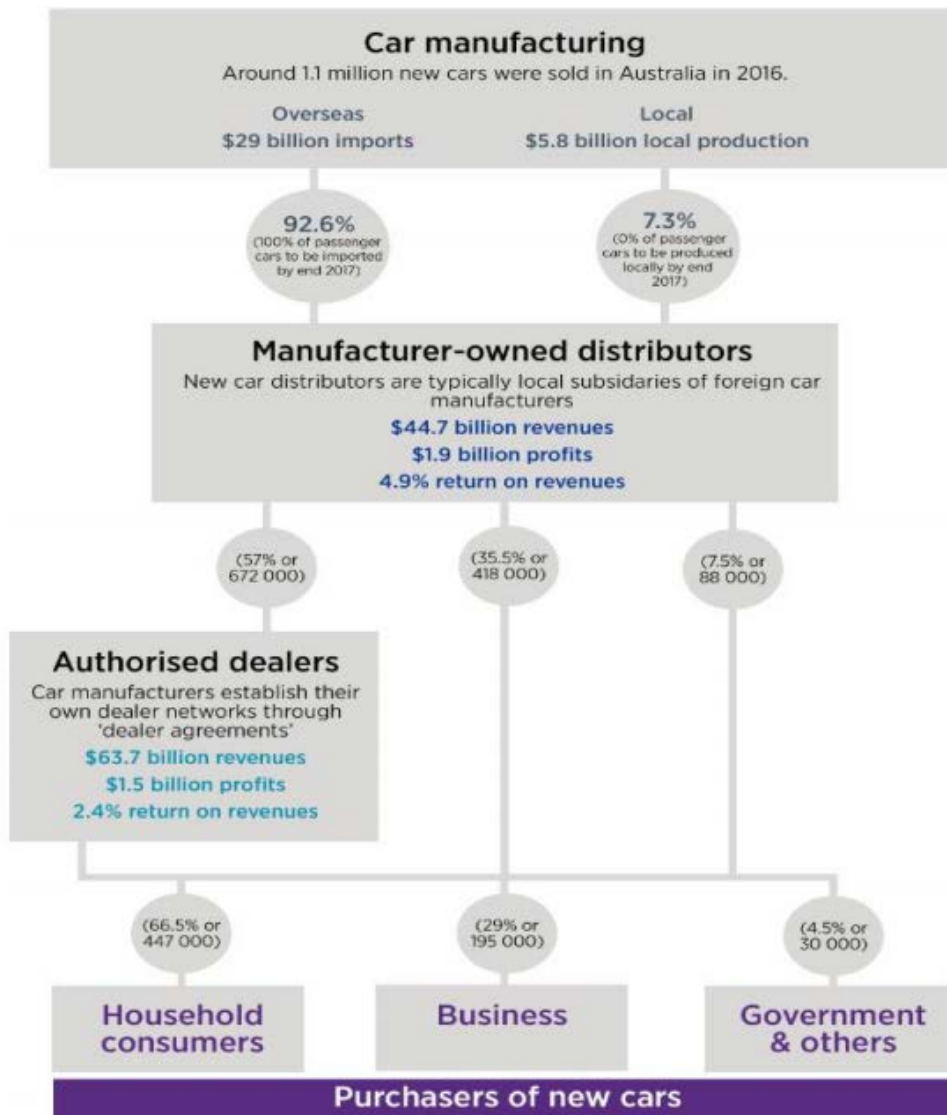 Car manufacturing
Around 1.1 million new cars were sold in Australia in 2016.
Overseas
$29 billion imports
Local
$5.8 billion local production
92.6%
(100% of passenger
cars to be imported
by end 2017)
7.3%
(0% of passenger
cars to be produced
locally by end
2017)
Manufacturer-owned distributors
New car distributors are typically local subsidaries of foreign car
manufacturers
$44.7 billion revenues
$1.9 billion profits
4.9% return on revenues
(57% or
672 000)
(35.5% or
418 000)
(7.5% or
88 000)
Authorised dealers
Car manufacturers establish their
own dealer networks through
'dealer agreements'
$63.7 billion revenues
$1.5 billion profits
2.4% return on revenues
(66.5% or
447 000)
(29% or
195 000)
(4.5% or
30 000)
Household
consumers
Business
Government
& others
Purchasers of new cars